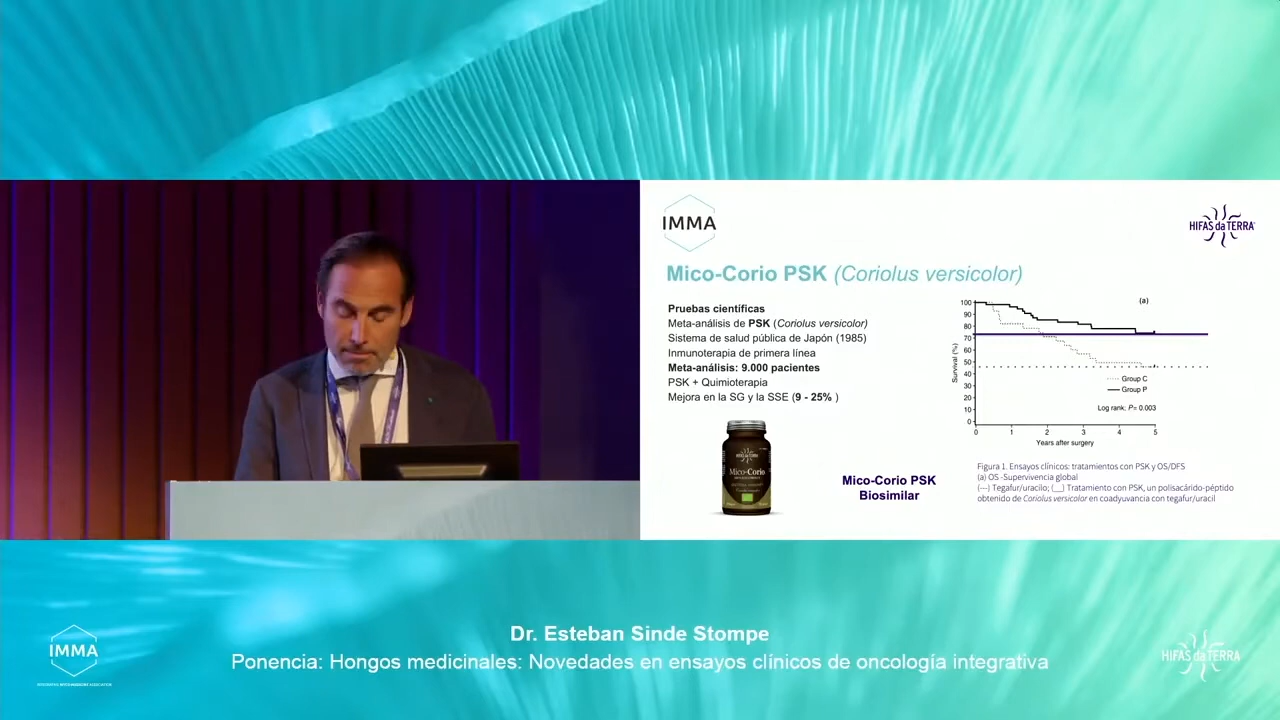 IMMA
HIFAS da TERRA
Mico-Corio PSK (Coriolus versicolor)
Pruebas científicas
Meta-análisis de PSK (Coriolus versicolor)
Sistema de salud pública de Japón (1985)
Inmunoterapia de primera línea
Meta-análisis: 9.000 pacientes
PSK + Quimioterapia
Mejora en la SG y la SSE (9 - 25% )
(a)
Survival (%)
100
90
80
70
60
50
40
30
20
10
0
Group C
Group P
Log rank; P= 0.003
0 1 2 3 4 5
Years after surgery
Mico-Corio
Mico-Corio PSK
Biosimilar
Figura 1. Ensayos clínicos: tratamientos con PSK y OS/DFS
(a) OS -Supervivencia global
(---) Tegafur/uracilo; (__) Tratamiento con PSK, un polisacárido-péptido
obtenido de Coriolus versicolor en coadyuvancia con tegafur/uracil
Dr. Esteban Sinde Stompe
Ponencia: Hongos medicinales: Novedades en ensayos clínicos de oncología integrativa
IMMA
HIFAS da TERRA